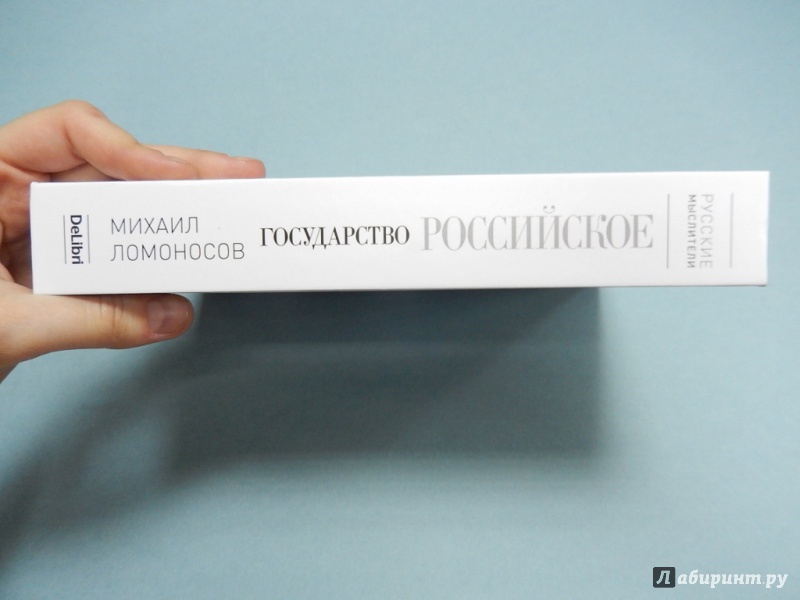 DeLibri
МИХАИЛ
ЛОМОНОСОВ
ГОСУДАРСТВО РОССИЙСКОЕ
РУССКИЕ
МЫСЛИТЕЛИ
Лабиринт.ру